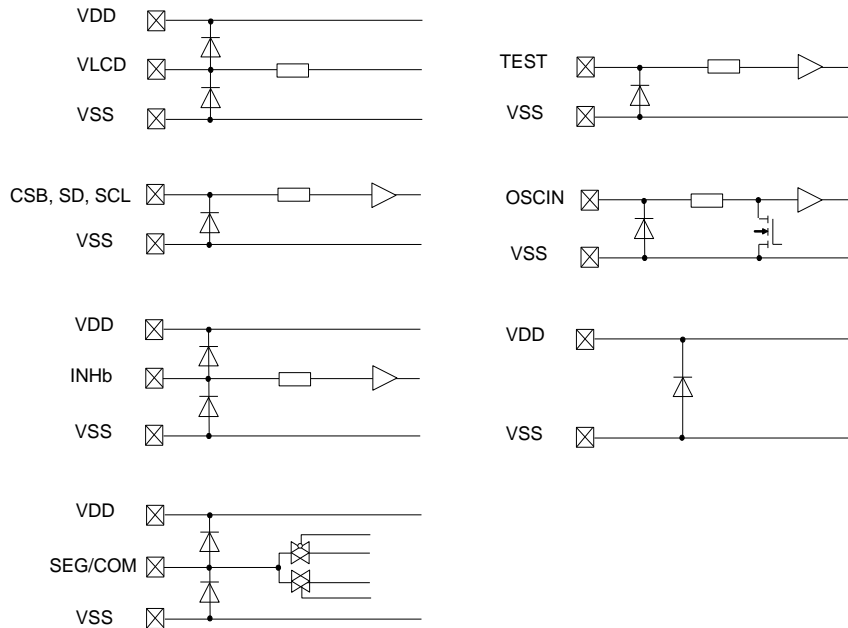 VDD
VLCD
VSS
CSB, SD, SCL
VSS
VDD
INHb
VSS
VDD
SEG/COM
VSS
TEST
VSS
OSCIN
VSS
VDD
VSS